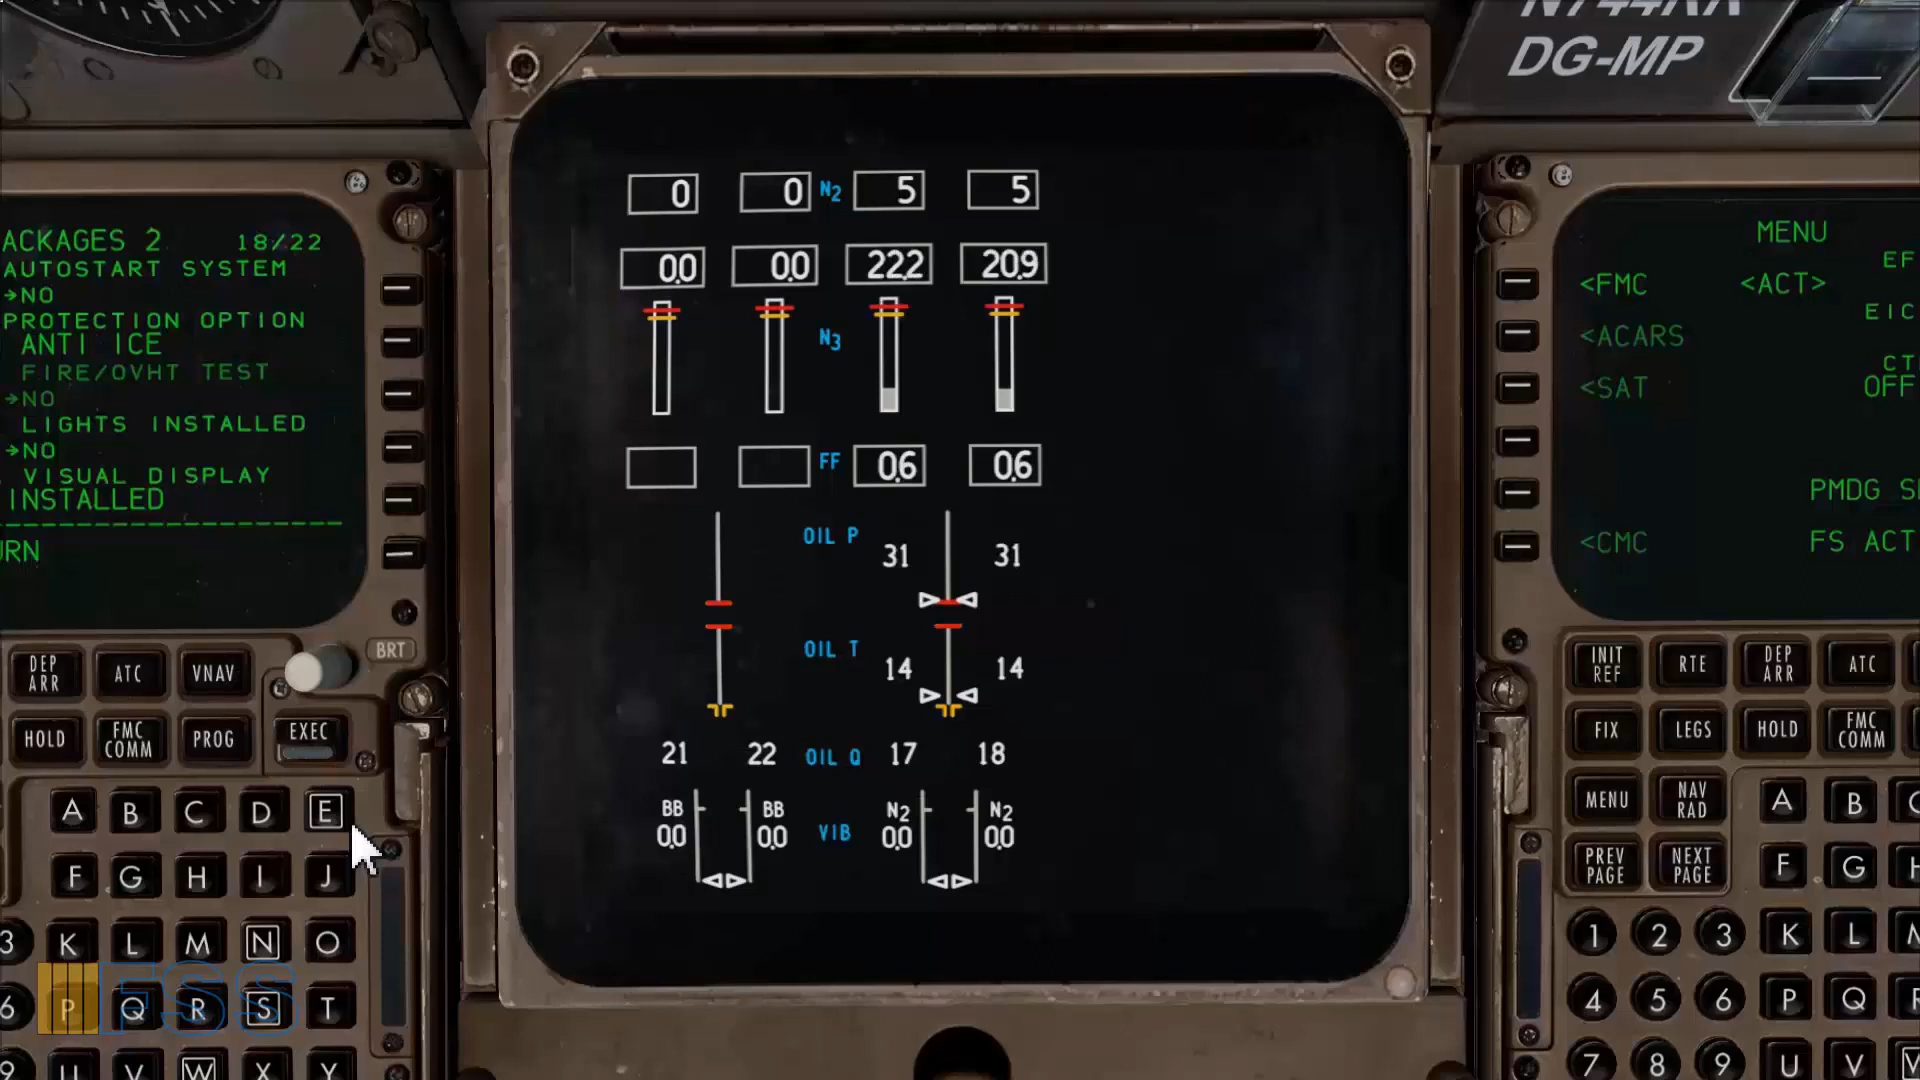 N744RR
DG-MP
ACKAGES 2 18/22
AUTOSTART SYSTEM
→NO
PROTECTION OPTION
ANTI ICE
FIRE/OVHT TEST
→NO
LIGHTS INSTALLED
→NO
VISUAL DISPLAY
INSTALLED
URN
BRT
DEP ARR ATC VNAV
HOLD FMC COMM PROG EXEC
A B C D E
F G H I J
3 K L M N O
6 P Q R S T
9 U V W X Y
FSS
0 0 N2 5 5
0.0 0.0 22.2 20.9
N3
FF 0.6 0.6
OIL P
31 31
OIL T
14 14
21 22 OIL Q 17 18
BB BB N2 N2
0.0 0.0 VIB 0.0 0.0
MENU
EF
<FMC <ACT>
EIC
<ACARS
CT
<SAT OFF
PMDG S
<CMC FS ACT
INIT REF RTE DEP ARR ATC
FIX LEGS HOLD FMC COMM
MENU NAV RAD A B C
PREV PAGE NEXT PAGE F G H
1 2 3 K L M
4 5 6 P Q R
7 8 9 U V W